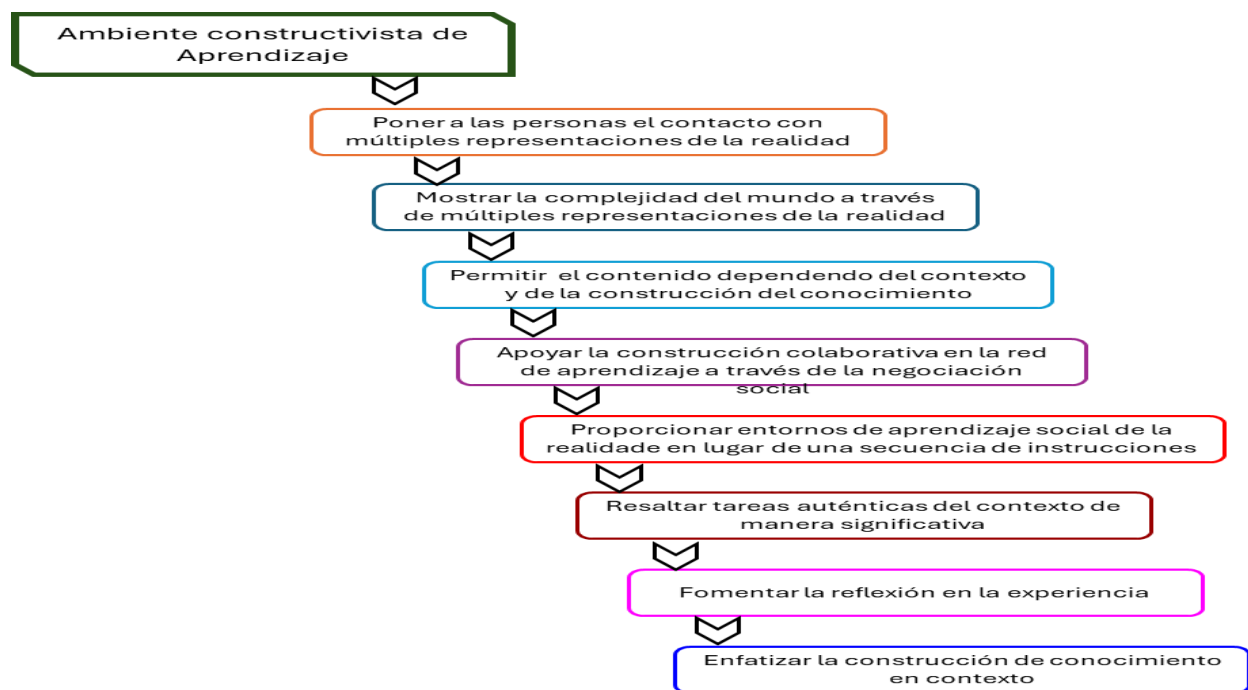 Ambiente constructivista de
Aprendizaje
Poner a las personas el contacto con
múltiples representaciones de la realidad
Mostrar la complejidad del mundo a través
de múltiples representaciones de la realidad
Permitir el contenido dependendo del contexto
y de la construcción del conocimiento
Apoyar la construcción colaborativa en la red
de aprendizaje a través de la negociación
social
Proporcionar entornos de aprendizaje social de la
realidade en lugar de una secuencia de instrucciones
Resaltar tareas auténticas del contexto de
manera significativa
Fomentar la reflexión en la experiencia
Enfatizar la construcción de conocimiento
en contexto